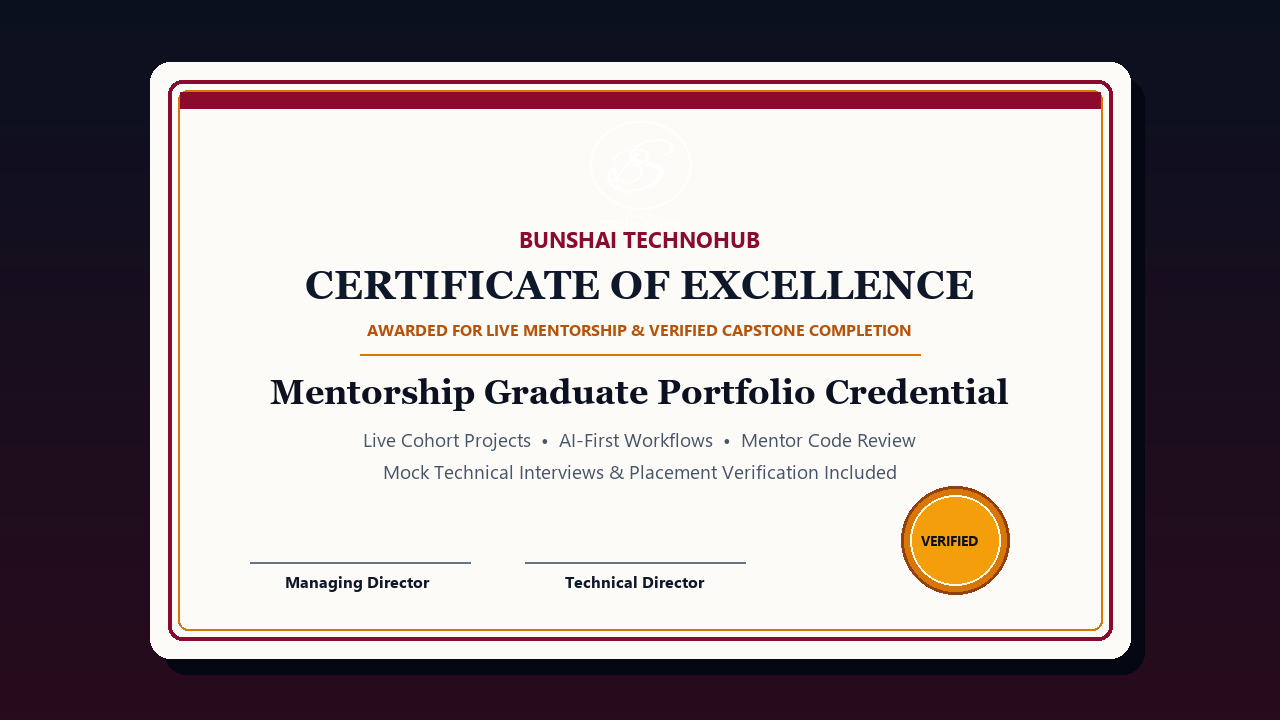 BUNSHAI TECHNOHUB
CERTIFICATE OF EXCELLENCE
AWARDED FOR LIVE MENTORSHIP & VERIFIED CAPSTONE COMPLETION
Mentorship Graduate Portfolio Credential
Live Cohort Projects • AI-First Workflows • Mentor Code Review
Mock Technical Interviews & Placement Verification Included
VERIFIED
Managing Director
Technical Director